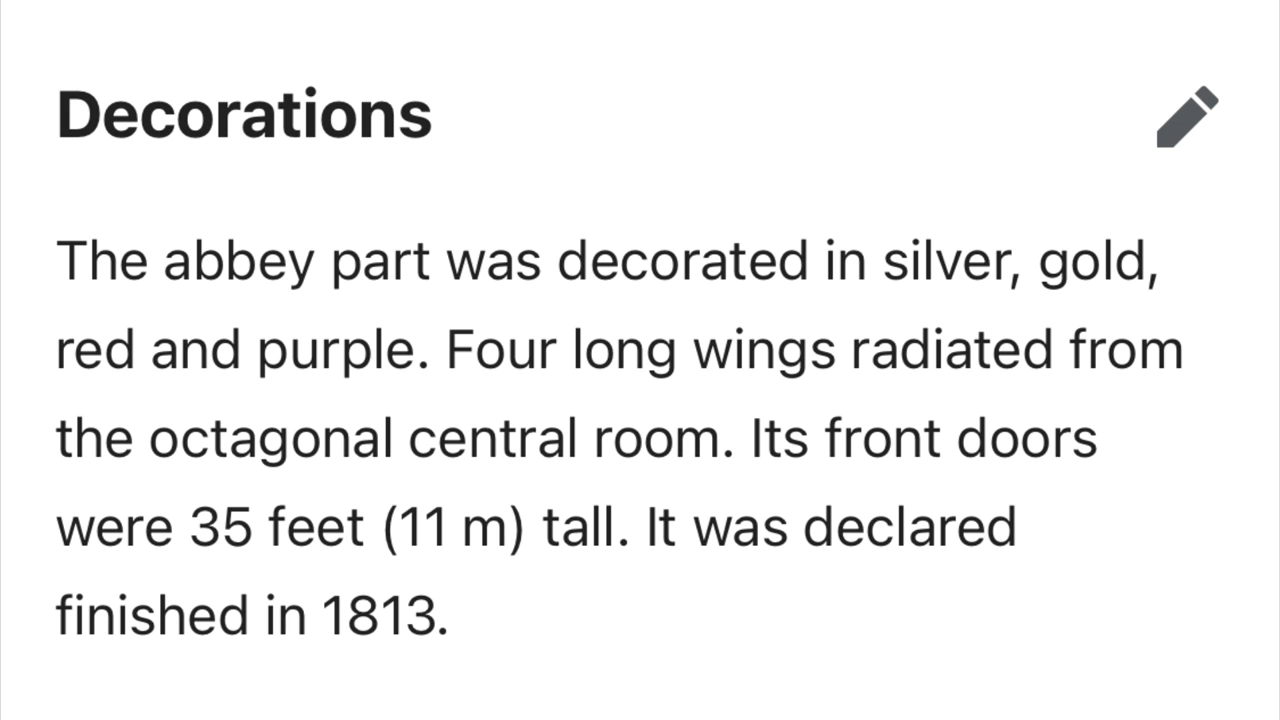 Decorations
The abbey part was decorated in silver, gold,
red and purple. Four long wings radiated from
the octagonal central room. Its front doors
were 35 feet (11 m) tall. It was declared
finished in 1813.